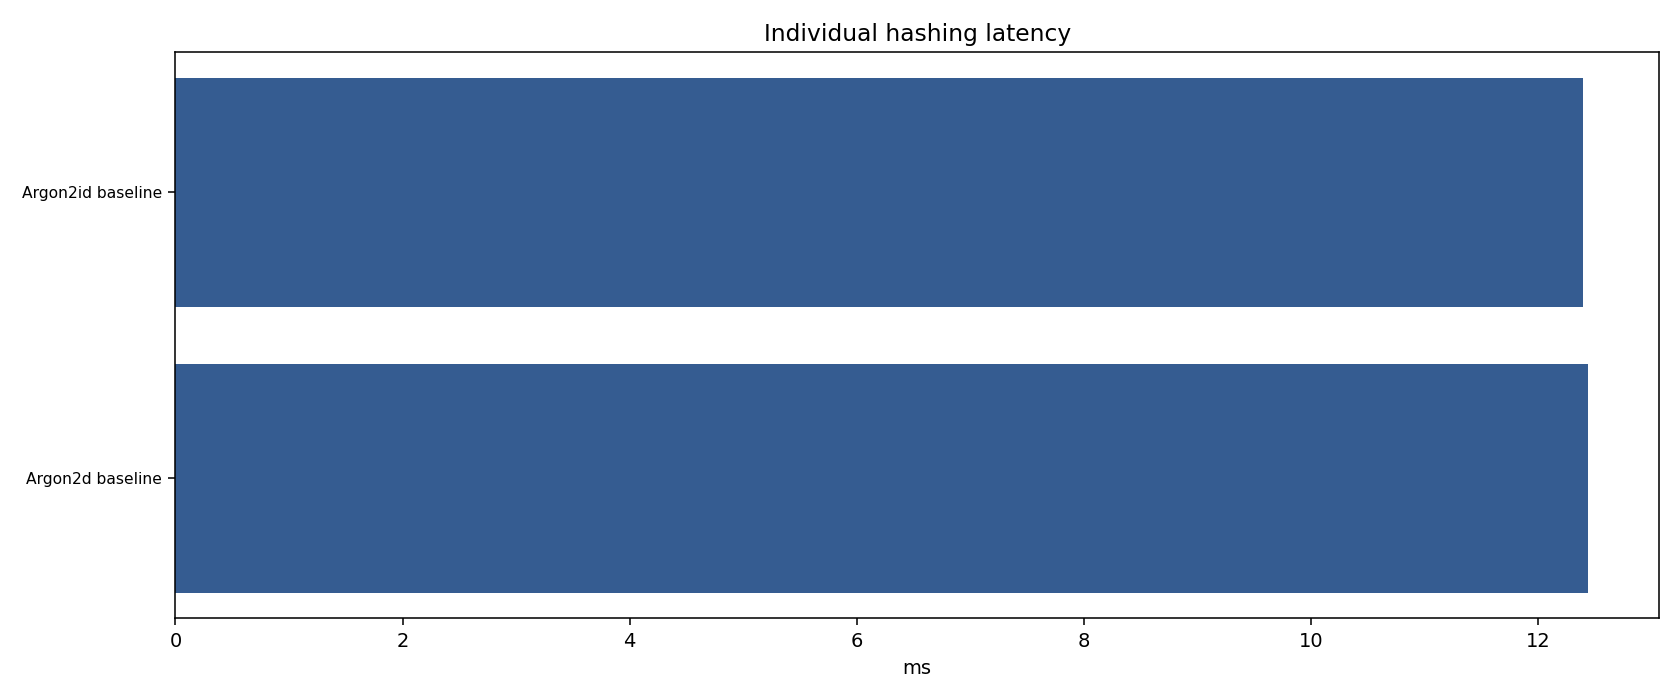 Individual hashing latency
Argon2id baseline
Argon2d baseline
0 2 4 6 8 10 12
ms